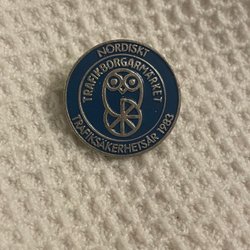 NORDISKT
TRAFIKBORGARMÄRKET
TRAFIKSÄKERHETSÅR 1983